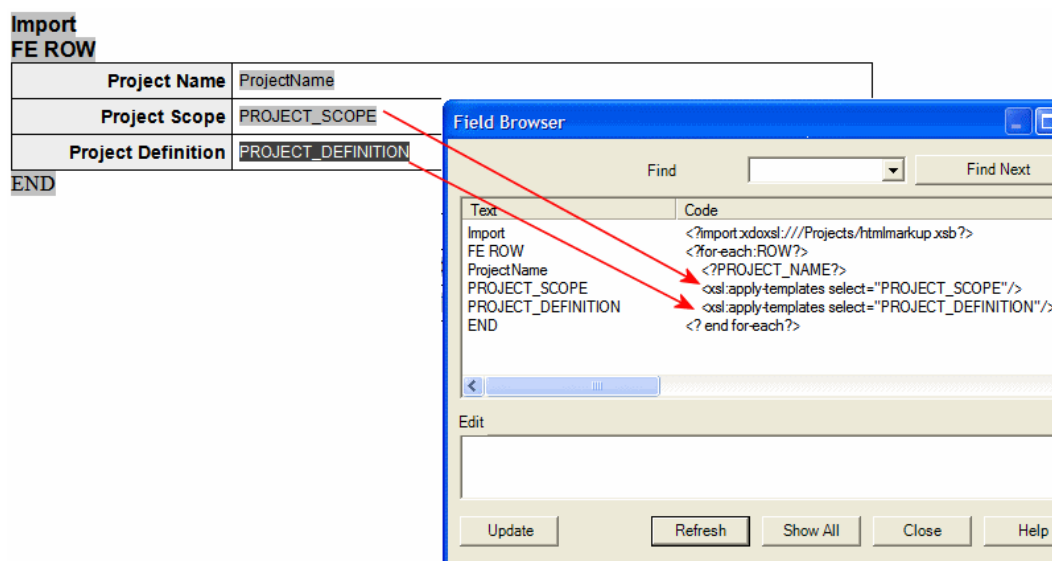 Import
FE ROW
Project Name ProjectName
Project Scope PROJECT_SCOPE
Project Definition PROJECT_DEFINITION
END
Field Browser
Find Find Next
Text Code
Import <?import:xdoxsl:///Projects/htmlmarkup.xsb?>
FE ROW <?for-each:ROW?>
ProjectName <?PROJECT_NAME?>
PROJECT_SCOPE <xsl:apply-templates select="PROJECT_SCOPE"/>
PROJECT_DEFINITION <xsl:apply-templates select="PROJECT_DEFINITION"/>
END <? end for-each?>
Edit
Update Refresh Show All Close Help